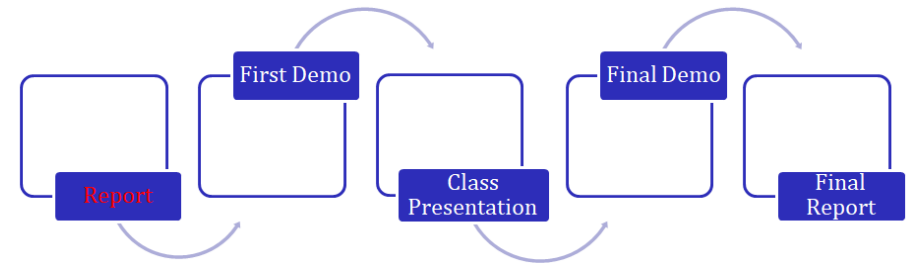 Report
First Demo
Class
Presentation
Final Demo
Final
Report